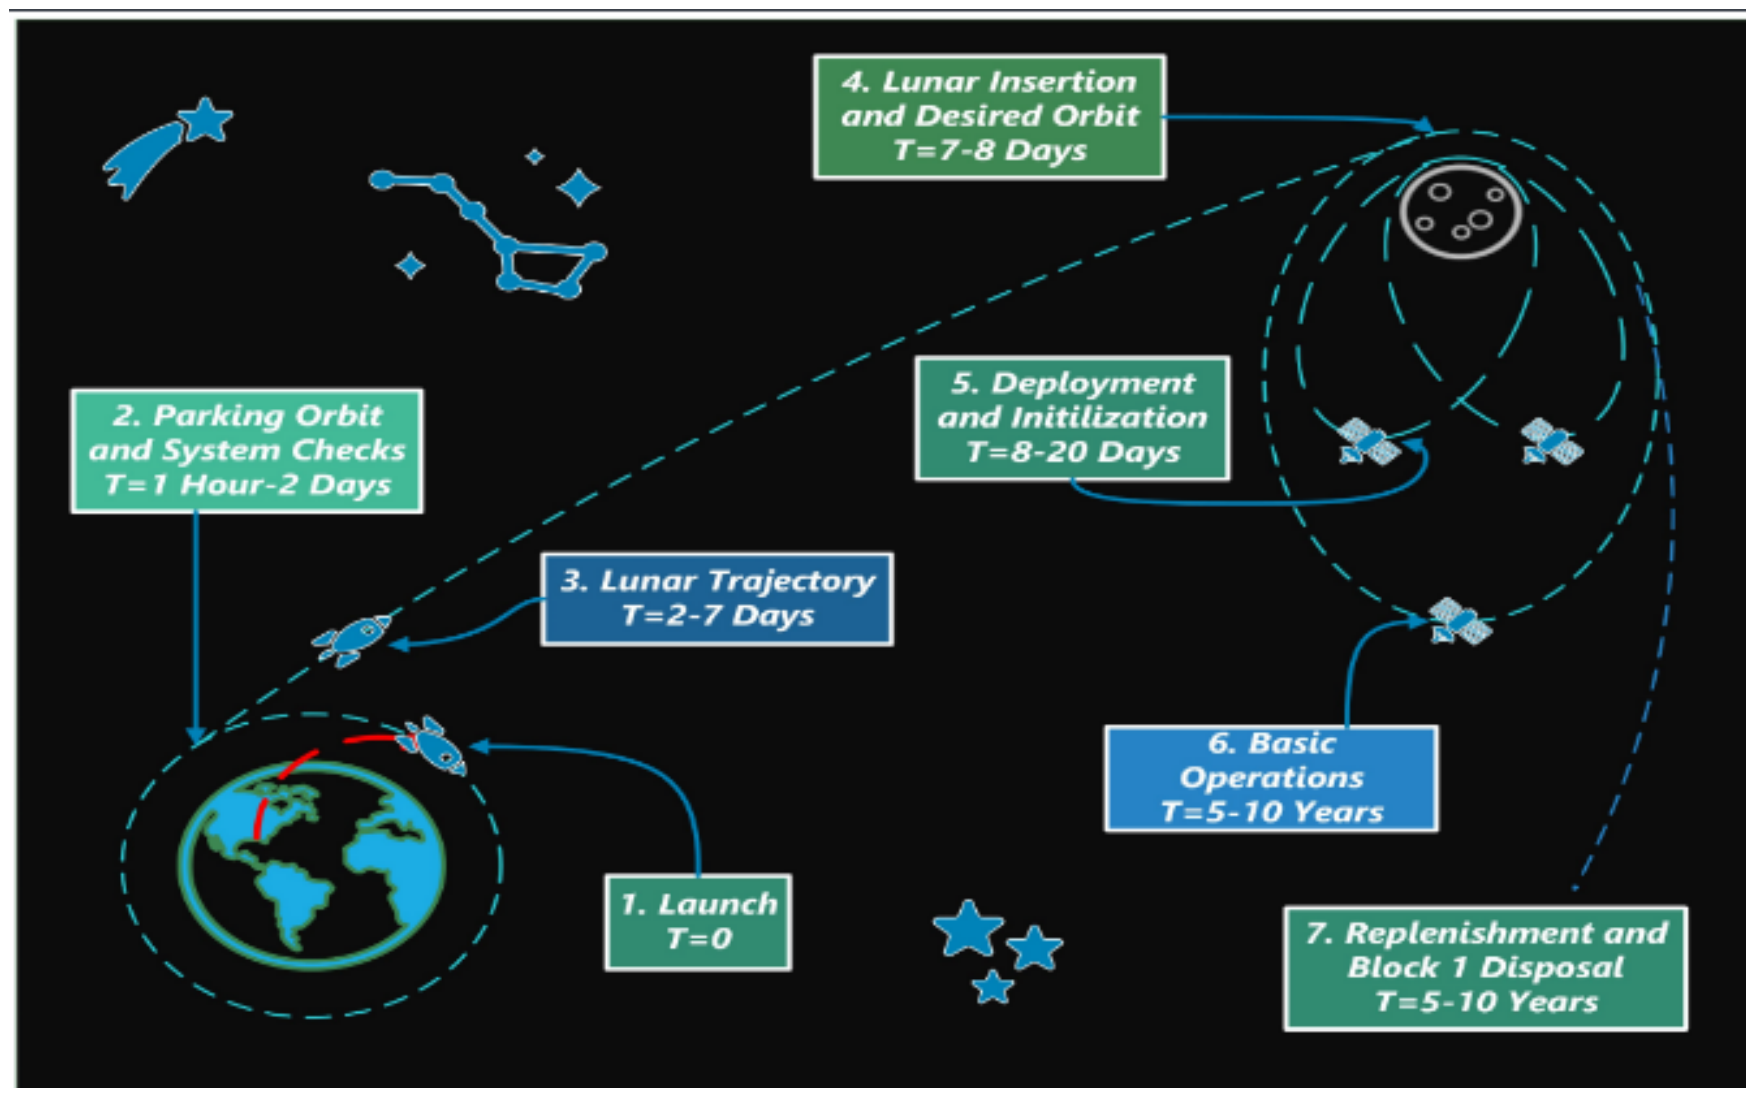 1. Launch
T=0
2. Parking Orbit
and System Checks
T=1 Hour-2 Days
3. Lunar Trajectory
T=2-7 Days
4. Lunar Insertion
and Desired Orbit
T=7-8 Days
5. Deployment
and Initilization
T=8-20 Days
6. Basic
Operations
T=5-10 Years
7. Replenishment and
Block 1 Disposal
T=5-10 Years